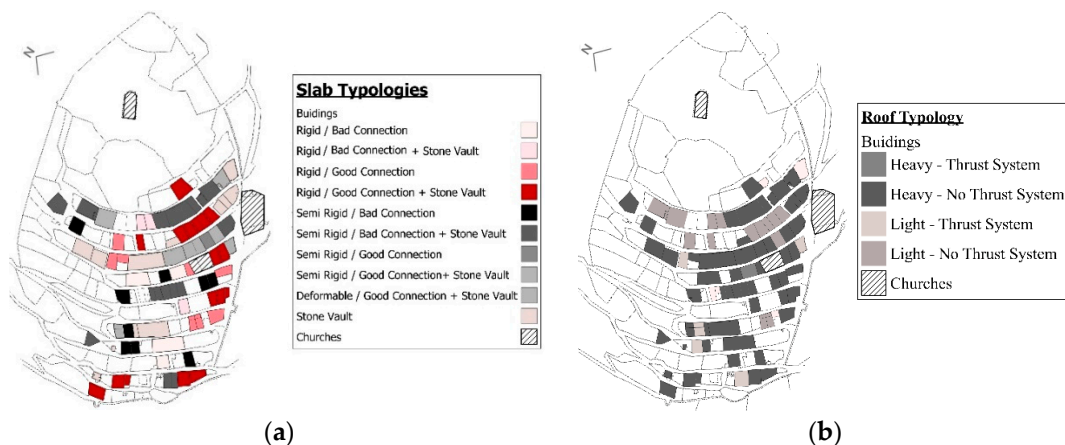 N
Slab Typologies
Buidings
Rigid / Bad Connection
Rigid / Bad Connection + Stone Vault
Rigid / Good Connection
Rigid / Good Connection + Stone Vault
Semi Rigid / Bad Connection
Semi Rigid / Bad Connection + Stone Vault
Semi Rigid / Good Connection
Semi Rigid / Good Connection+ Stone Vault
Deformable / Good Connection + Stone Vault
Stone Vault
Churches
(a)
N
Roof Typology
Buidings
Heavy - Thrust System
Heavy - No Thrust System
Light - Thrust System
Light - No Thrust System
Churches
(b)